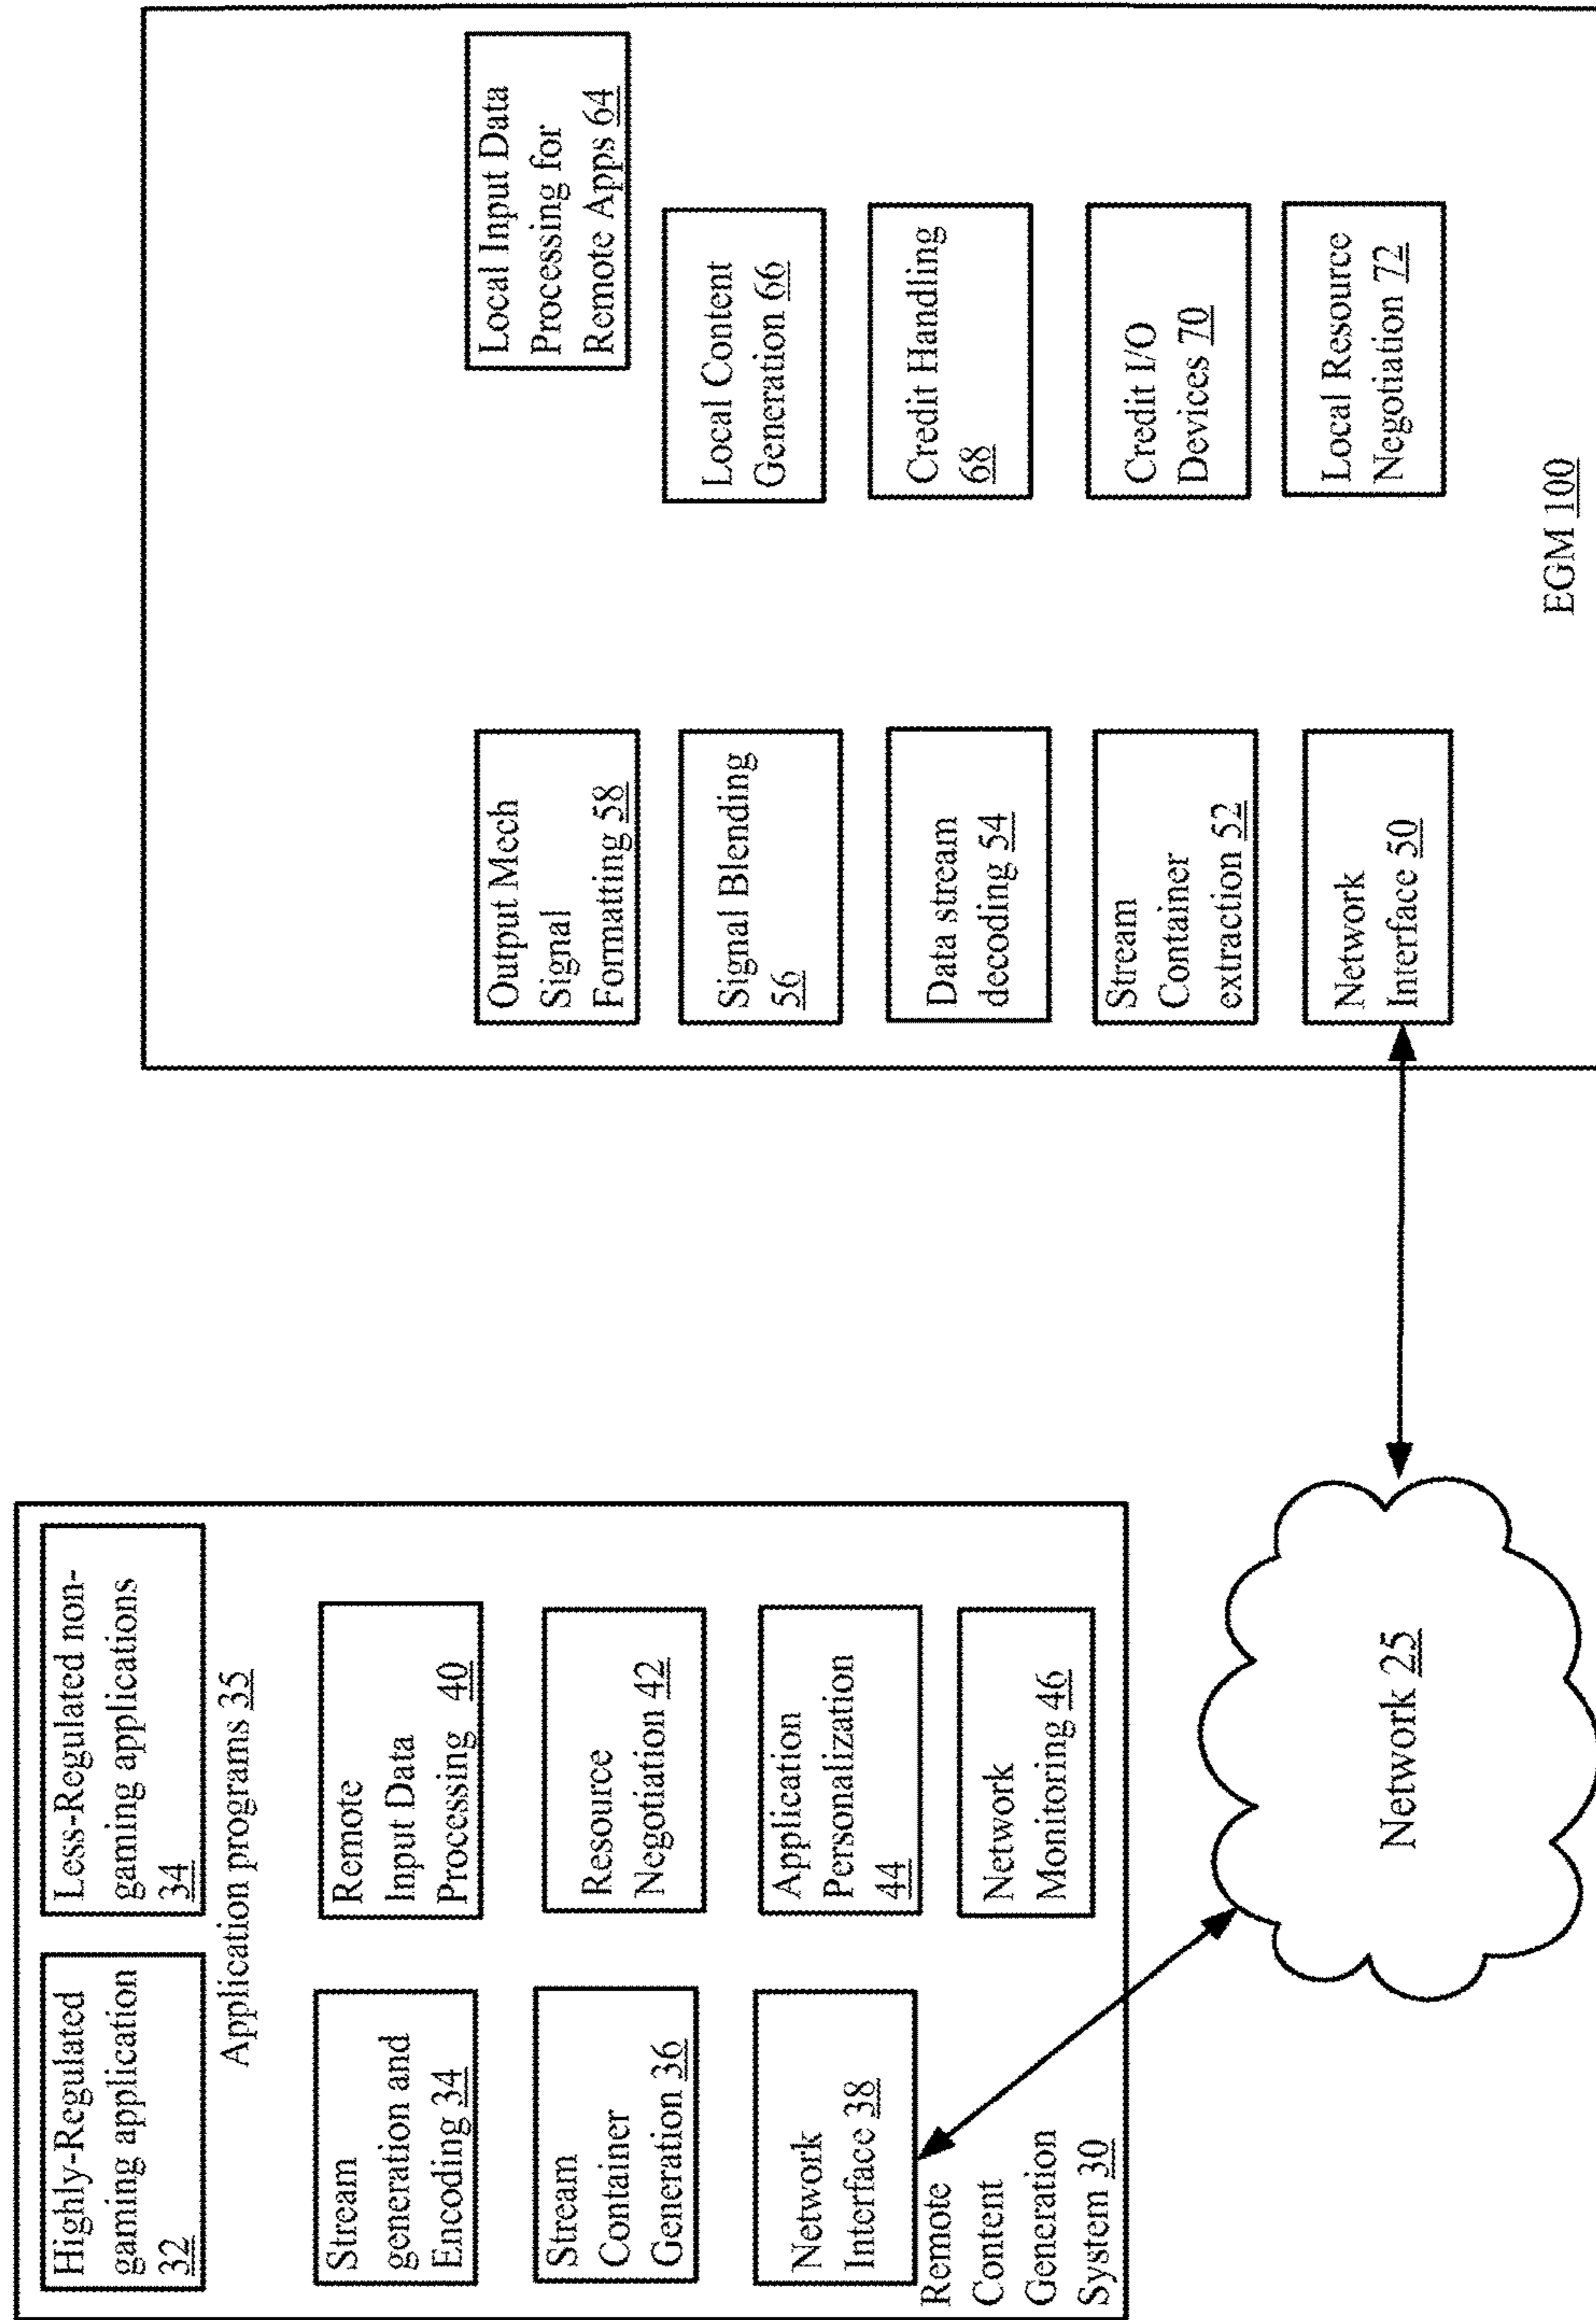 Highly-Regulated
gaming application
32
Less-Regulated non-
gaming applications
34
Application programs 35
Stream
generation and
Encoding 34
Remote
Input Data
Processing 40
Stream
Container
Generation 36
Resource
Negotiation 42
Network
Interface 38
Application
Personalization
44
Network
Monitoring 46
Remote
Content
Generation
System 30
Network 25
Output Mech
Signal
Formatting 58
Local Input Data
Processing for
Remote Apps 64
Signal Blending
56
Local Content
Generation 66
Data stream
decoding 54
Credit Handling
68
Stream
Container
extraction 52
Credit I/O
Devices 70
Network
Interface 50
Local Resource
Negotiation 72
EGM 100